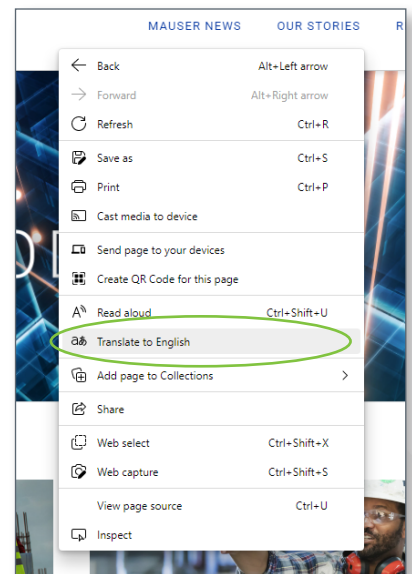 MAUSER NEWS OUR STORIES
Back Alt+Left arrow
Forward Alt+Right arrow
Refresh Ctrl+R
Save as Ctrl+S
Print Ctrl+P
Cast media to device
Send page to your devices
Create QR Code for this page
Read aloud Ctrl+Shift+U
Translate to English
Add page to Collections
Share
Web select Ctrl+Shift+X
Web capture Ctrl+Shift+S
View page source Ctrl+U
Inspect